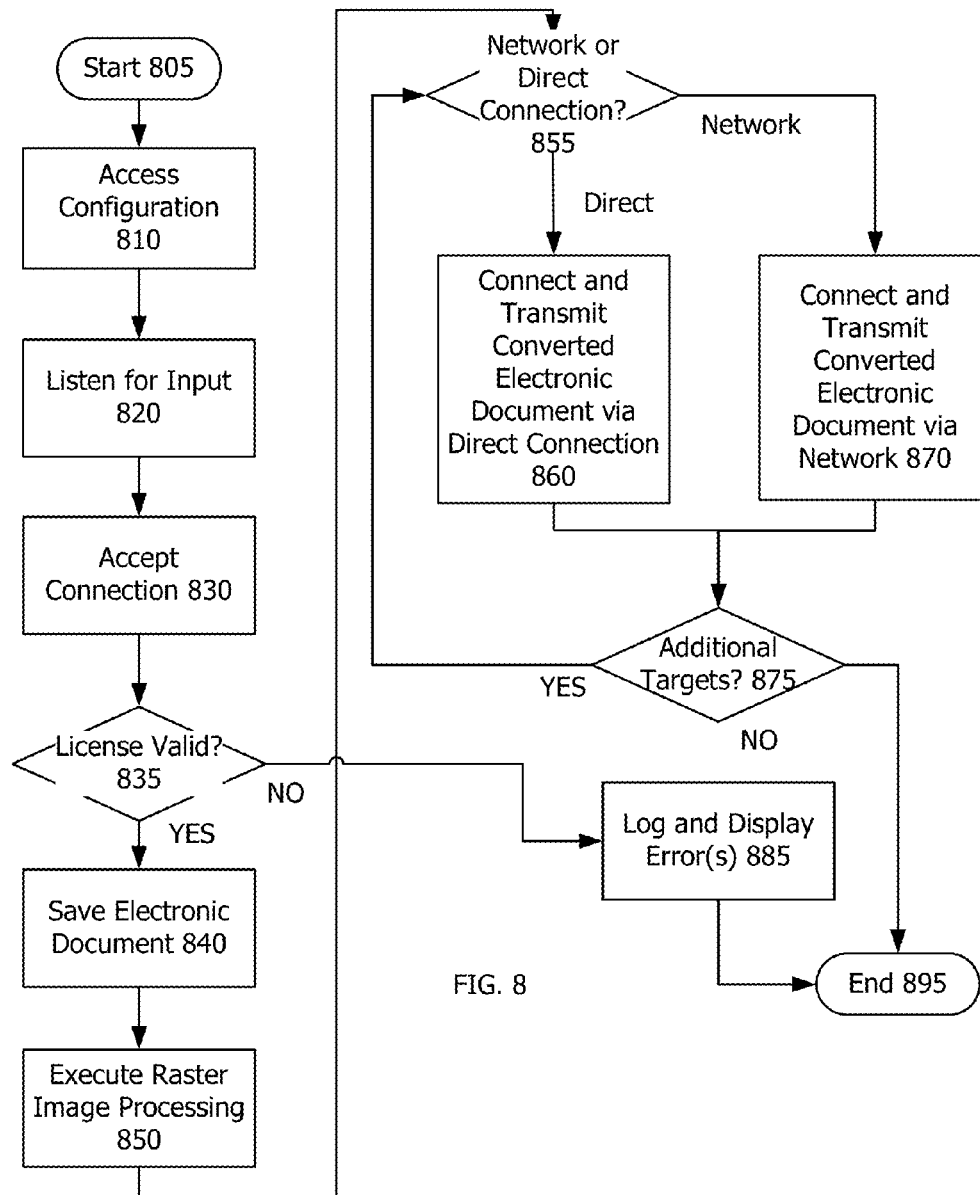 Start 805
Access
Configuration
810
Listen for Input
820
Accept
Connection 830
License Valid?
835
NO
YES
Save Electronic
Document 840
Execute Raster
Image Processing
850
Network or
Direct
Connection?
855
Network
Direct
Connect and
Transmit
Converted
Electronic
Document via
Direct Connection
860
Connect and
Transmit
Converted
Electronic
Document via
Network 870
Additional
Targets? 875
YES
NO
Log and Display
Error(s) 885
End 895
FIG. 8